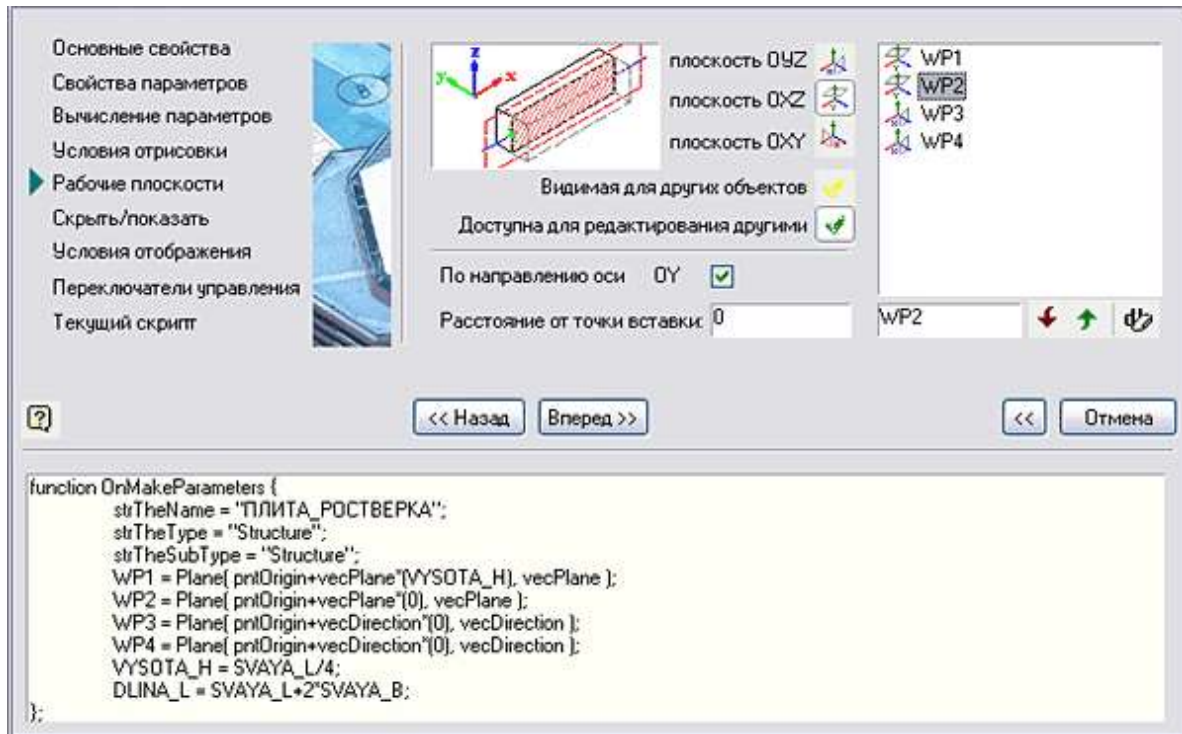 Основные свойства
Свойства параметров
Вычисление параметров
Условия отрисовки
Рабочие плоскости
Скрыть/показать
Условия отображения
Переключатели управления
Текущий скрипт
z
y
x
плоскость OYZ
плоскость OXZ
плоскость OXY
Видимая для других объектов
Доступна для редактирования другими
По направлению оси OY
Расстояние от точки вставки: 0
WP1
WP2
WP3
WP4
WP2
<< Назад
Вперед >>
<<
Отмена
function OnMakeParameters {
strTheName = "ПЛИТА_РОСТВЕРКА";
strTheType = "Structure";
strTheSubType = "Structure";
WP1 = Plane( pntOrigin+vecPlane*(VYSOTA_H), vecPlane );
WP2 = Plane( pntOrigin+vecPlane*(0), vecPlane );
WP3 = Plane( pntOrigin+vecDirection*(0), vecDirection );
WP4 = Plane( pntOrigin+vecDirection*(0), vecDirection );
VYSOTA_H = SVAYA_L/4;
DLINA_L = SVAYA_L+2*SVAYA_B;
};